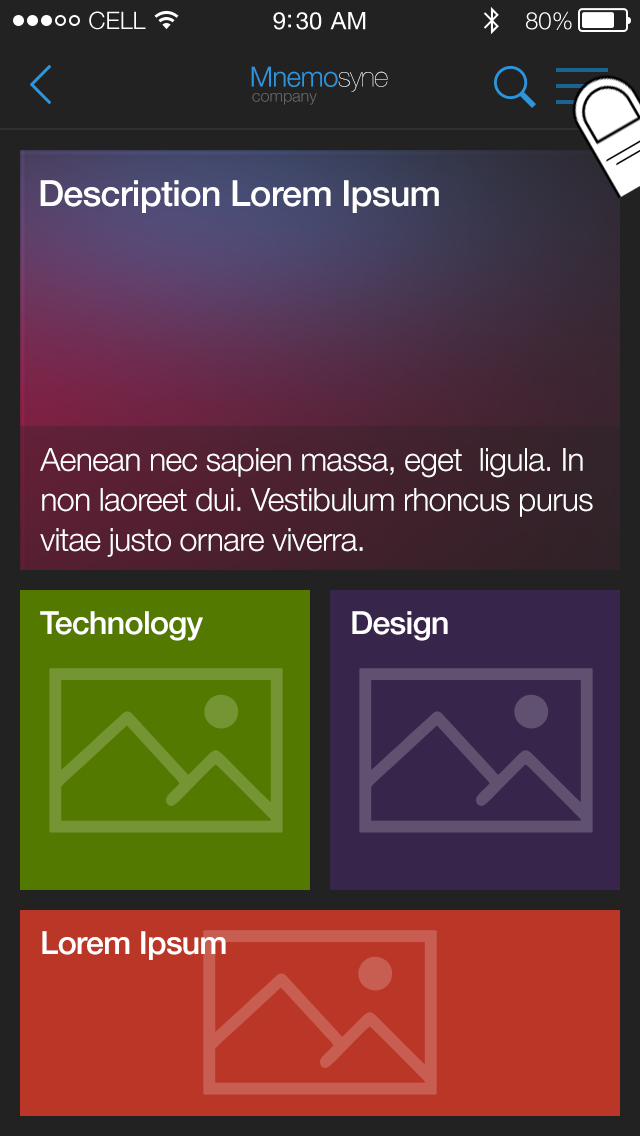 CELL 9:30 AM 80%
Mnemosyne
company
Description Lorem Ipsum
Aenean nec sapien massa, eget  ligula. In
non laoreet dui. Vestibulum rhoncus purus
vitae justo ornare viverra.
Technology
Design
Lorem Ipsum